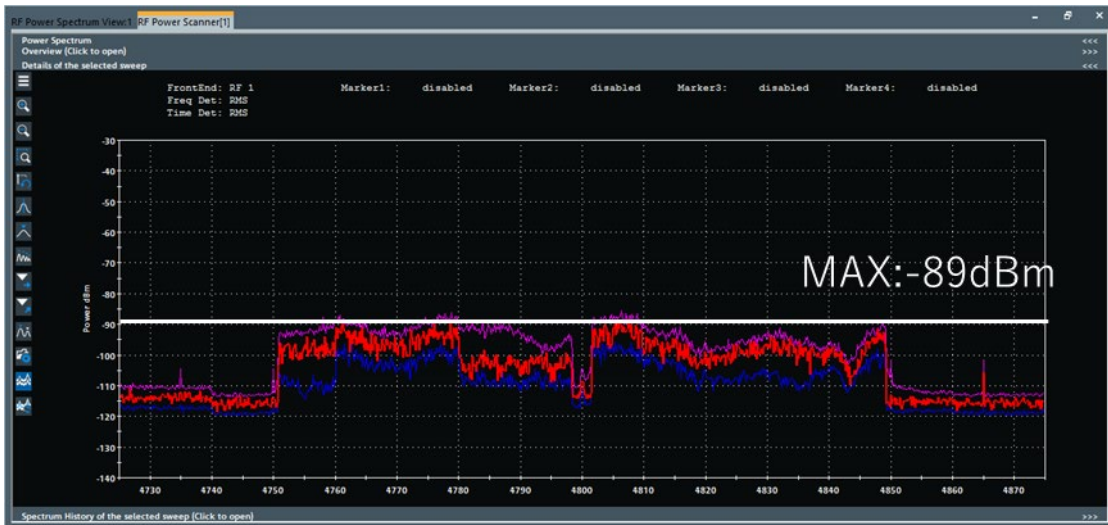 RF Power Spectrum View:1 RF Power Scanner[1]
Power Spectrum <<<
Overview (Click to open) >>>
Details of the selected sweep <<<
FrontEnd: RF 1 Marker1: disabled Marker2: disabled Marker3: disabled Marker4: disabled
Freq Det: RMS
Time Det: RMS
-30
-40
-50
-60
-70
MAX:-89dBm
-80
Power dBm
-90
-100
-110
-120
-130
-140
4730 4740 4750 4760 4770 4780 4790 4800 4810 4820 4830 4840 4850 4860 4870
Spectrum History of the selected sweep (Click to open) >>>